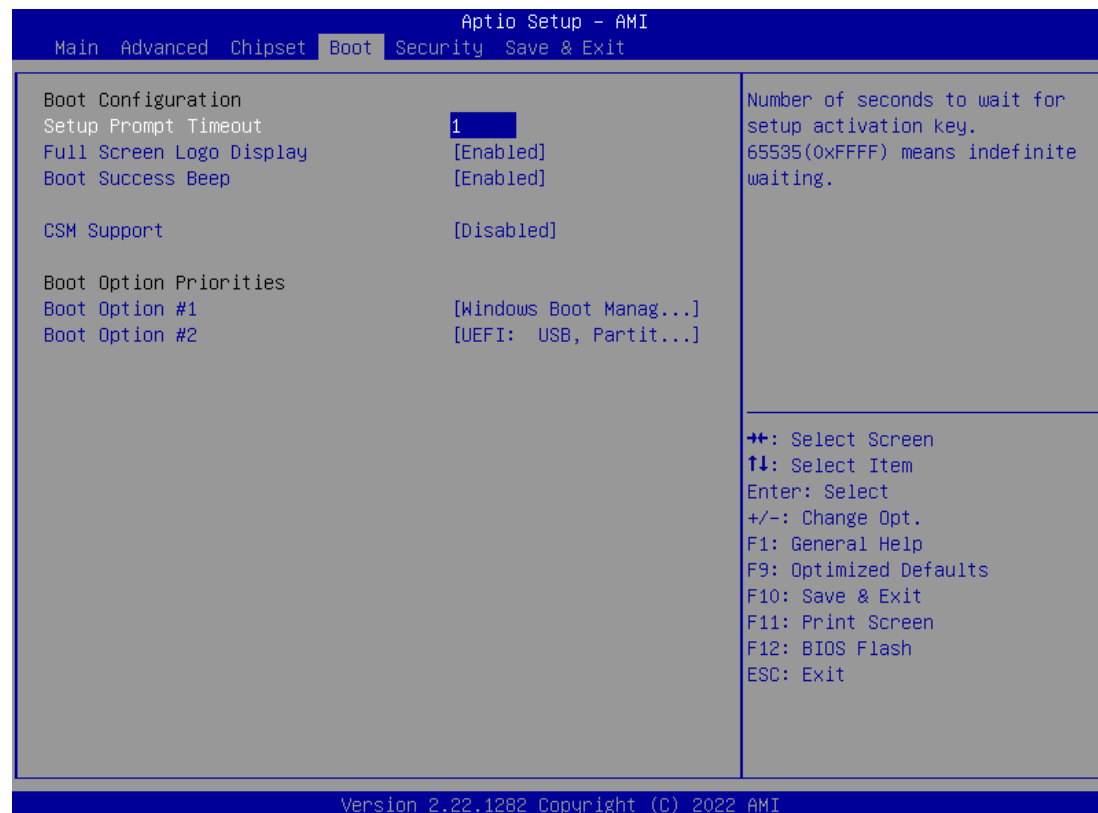 Aptio Setup – AMI
Main Advanced Chipset Boot Security Save & Exit
Boot Configuration
Setup Prompt Timeout 1
Full Screen Logo Display [Enabled]
Boot Success Beep [Enabled]
CSM Support [Disabled]
Boot Option Priorities
Boot Option #1 [Windows Boot Manag...]
Boot Option #2 [UEFI: USB, Partit...]
Number of seconds to wait for
setup activation key.
65535(0xFFFF) means indefinite
waiting.
→←: Select Screen
↑↓: Select Item
Enter: Select
+/-: Change Opt.
F1: General Help
F9: Optimized Defaults
F10: Save & Exit
F11: Print Screen
F12: BIOS Flash
ESC: Exit
Version 2.22.1282 Copyright (C) 2022 AMI